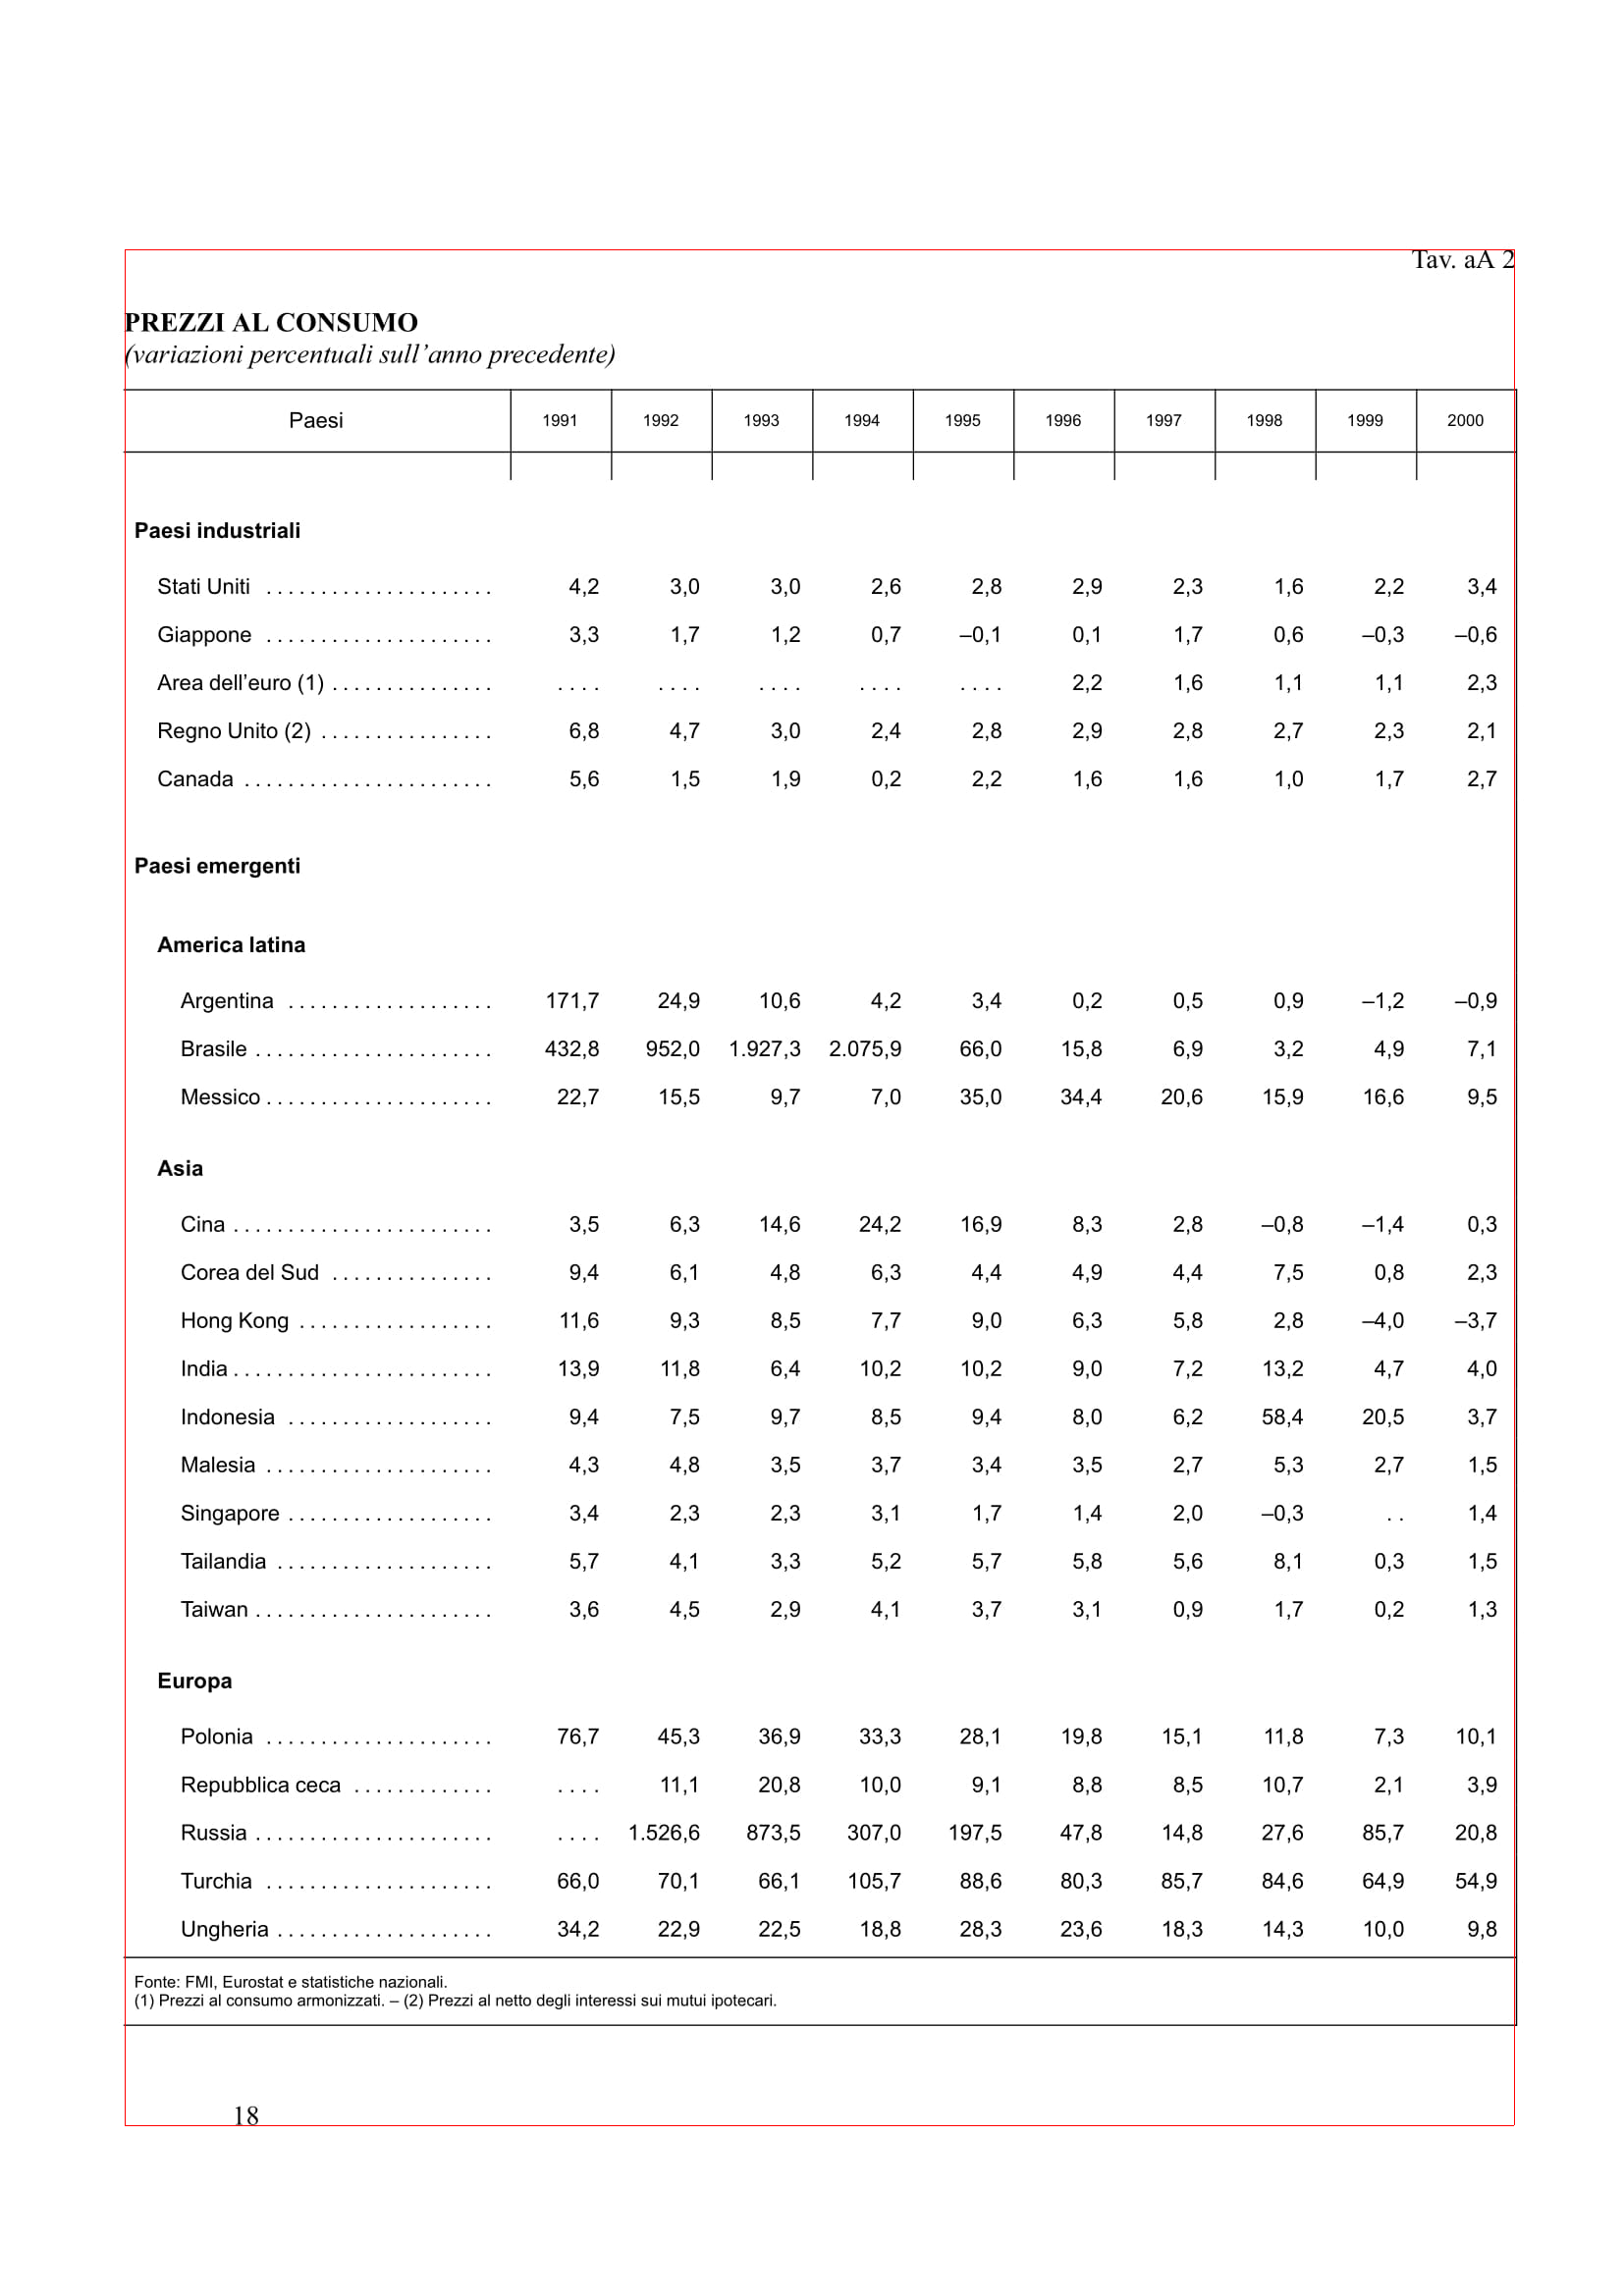 Tav. aA 2
PREZZI AL CONSUMO
(variazioni percentuali sull’anno precedente)
Paesi 1991 1992 1993 1994 1995 1996 1997 1998 1999 2000
Paesi industriali
Stati Uniti . . . . . . . . . . . . . . . . . . . . . 4,2 3,0 3,0 2,6 2,8 2,9 2,3 1,6 2,2 3,4
Giappone . . . . . . . . . . . . . . . . . . . . . 3,3 1,7 1,2 0,7 –0,1 0,1 1,7 0,6 –0,3 –0,6
Area dell’euro (1) . . . . . . . . . . . . . . . . . . . . . . . . . . . . . . . . . . . 2,2 1,6 1,1 1,1 2,3
Regno Unito (2) . . . . . . . . . . . . . . . . 6,8 4,7 3,0 2,4 2,8 2,9 2,8 2,7 2,3 2,1
Canada . . . . . . . . . . . . . . . . . . . . . . . 5,6 1,5 1,9 0,2 2,2 1,6 1,6 1,0 1,7 2,7
Paesi emergenti
America latina
Argentina . . . . . . . . . . . . . . . . . . . 171,7 24,9 10,6 4,2 3,4 0,2 0,5 0,9 –1,2 –0,9
Brasile . . . . . . . . . . . . . . . . . . . . . . 432,8 952,0 1.927,3 2.075,9 66,0 15,8 6,9 3,2 4,9 7,1
Messico . . . . . . . . . . . . . . . . . . . . . 22,7 15,5 9,7 7,0 35,0 34,4 20,6 15,9 16,6 9,5
Asia
Cina . . . . . . . . . . . . . . . . . . . . . . . . 3,5 6,3 14,6 24,2 16,9 8,3 2,8 –0,8 –1,4 0,3
Corea del Sud . . . . . . . . . . . . . . . 9,4 6,1 4,8 6,3 4,4 4,9 4,4 7,5 0,8 2,3
Hong Kong . . . . . . . . . . . . . . . . . . 11,6 9,3 8,5 7,7 9,0 6,3 5,8 2,8 –4,0 –3,7
India . . . . . . . . . . . . . . . . . . . . . . . . 13,9 11,8 6,4 10,2 10,2 9,0 7,2 13,2 4,7 4,0
Indonesia . . . . . . . . . . . . . . . . . . . 9,4 7,5 9,7 8,5 9,4 8,0 6,2 58,4 20,5 3,7
Malesia . . . . . . . . . . . . . . . . . . . . . 4,3 4,8 3,5 3,7 3,4 3,5 2,7 5,3 2,7 1,5
Singapore . . . . . . . . . . . . . . . . . . . 3,4 2,3 2,3 3,1 1,7 1,4 2,0 –0,3 . . 1,4
Tailandia . . . . . . . . . . . . . . . . . . . . 5,7 4,1 3,3 5,2 5,7 5,8 5,6 8,1 0,3 1,5
Taiwan . . . . . . . . . . . . . . . . . . . . . . 3,6 4,5 2,9 4,1 3,7 3,1 0,9 1,7 0,2 1,3
Europa
Polonia . . . . . . . . . . . . . . . . . . . . . 76,7 45,3 36,9 33,3 28,1 19,8 15,1 11,8 7,3 10,1
Repubblica ceca . . . . . . . . . . . . . . . . . 11,1 20,8 10,0 9,1 8,8 8,5 10,7 2,1 3,9
Russia . . . . . . . . . . . . . . . . . . . . . . . . . . 1.526,6 873,5 307,0 197,5 47,8 14,8 27,6 85,7 20,8
Turchia . . . . . . . . . . . . . . . . . . . . . 66,0 70,1 66,1 105,7 88,6 80,3 85,7 84,6 64,9 54,9
Ungheria . . . . . . . . . . . . . . . . . . . . 34,2 22,9 22,5 18,8 28,3 23,6 18,3 14,3 10,0 9,8
Fonte: FMI, Eurostat e statistiche nazionali.
(1) Prezzi al consumo armonizzati. – (2) Prezzi al netto degli interessi sui mutui ipotecari.
18